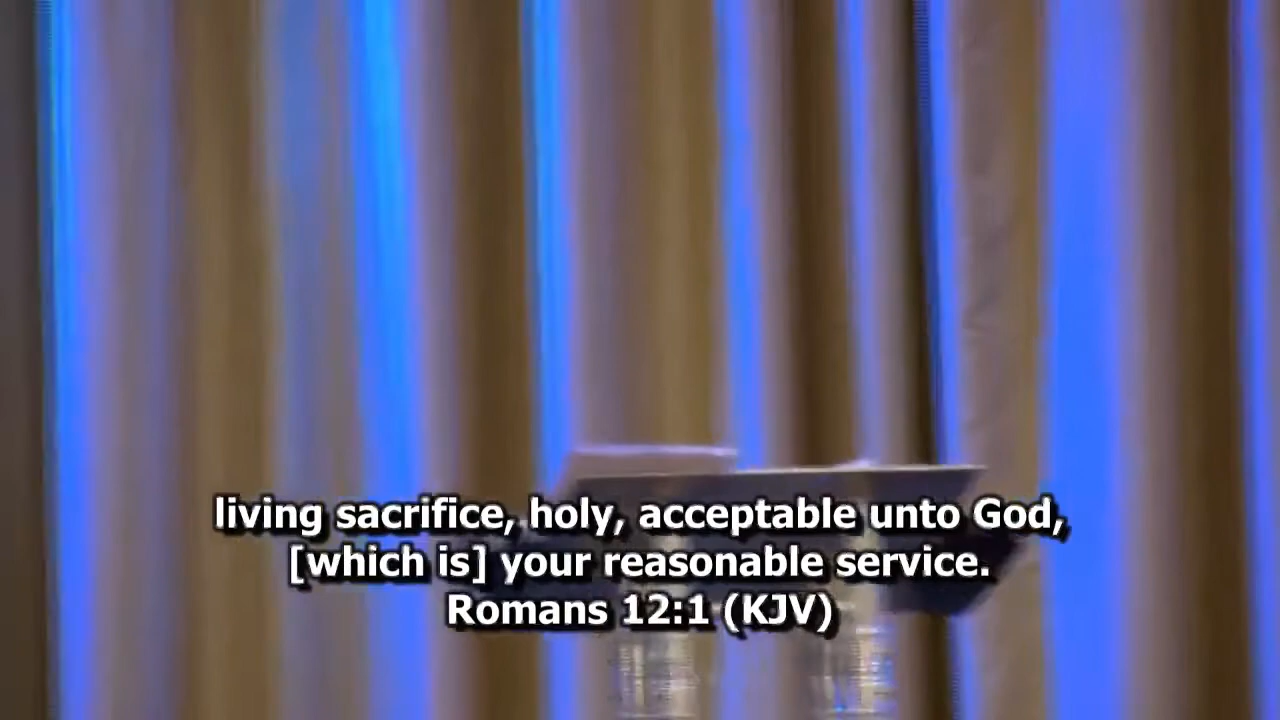 living sacrifice, holy, acceptable unto God,
[which is] your reasonable service.
Romans 12:1 (KJV)